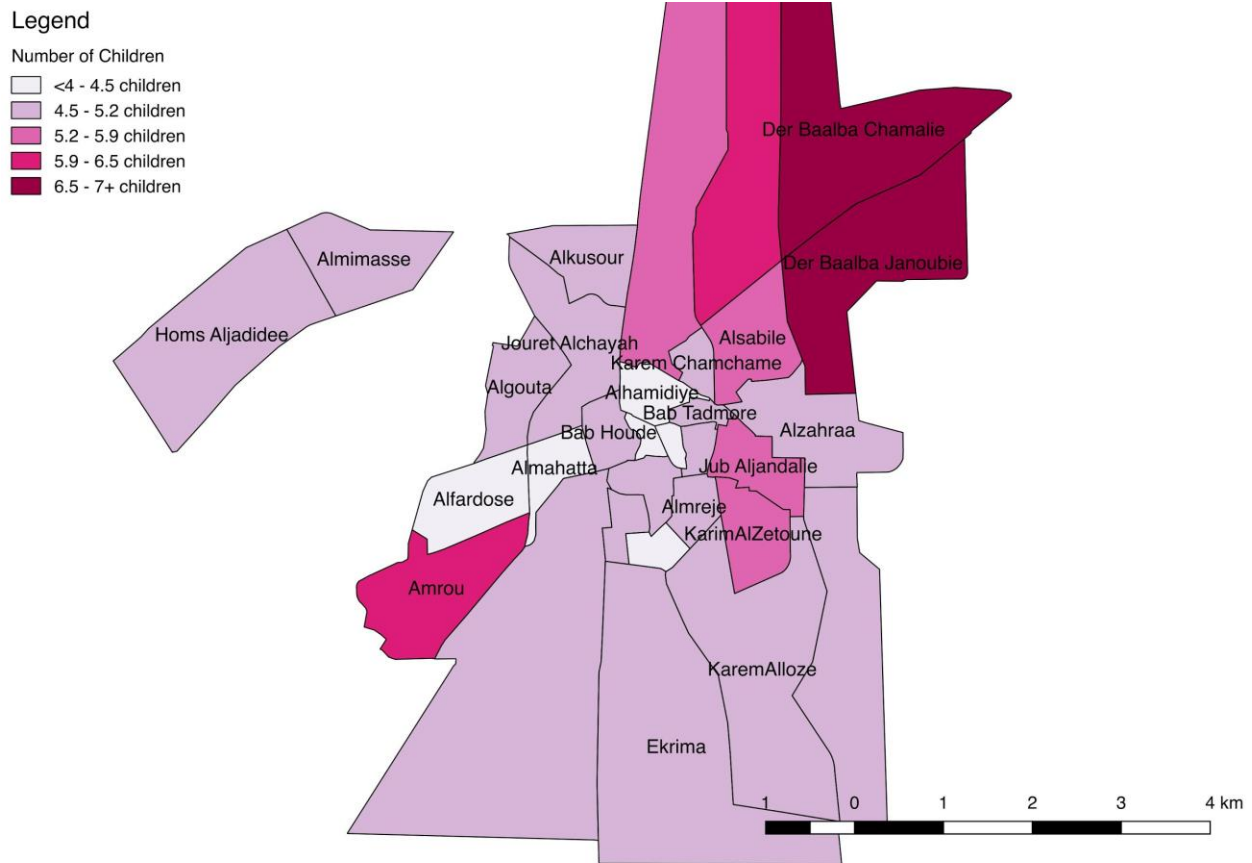 Legend
Number of Children
<4 - 4.5 children
4.5 - 5.2 children
5.2 - 5.9 children
5.9 - 6.5 children
6.5 - 7+ children
Der Baalba Chamalie
Almimasse
Alkusour
Der Baalba Janoubie
Homs Aljadidee
Jouret Alchayah
Alsabile
Karem Chamchame
Algouta
Alhamidiye
Bab Tadmore
Bab Houde
Alzahraa
Almahatta
Jub Aljandalie
Alfardose
Almreje
KarimAlZetoune
Amrou
KaremAlloze
Ekrima
1 0 1 2 3 4 km